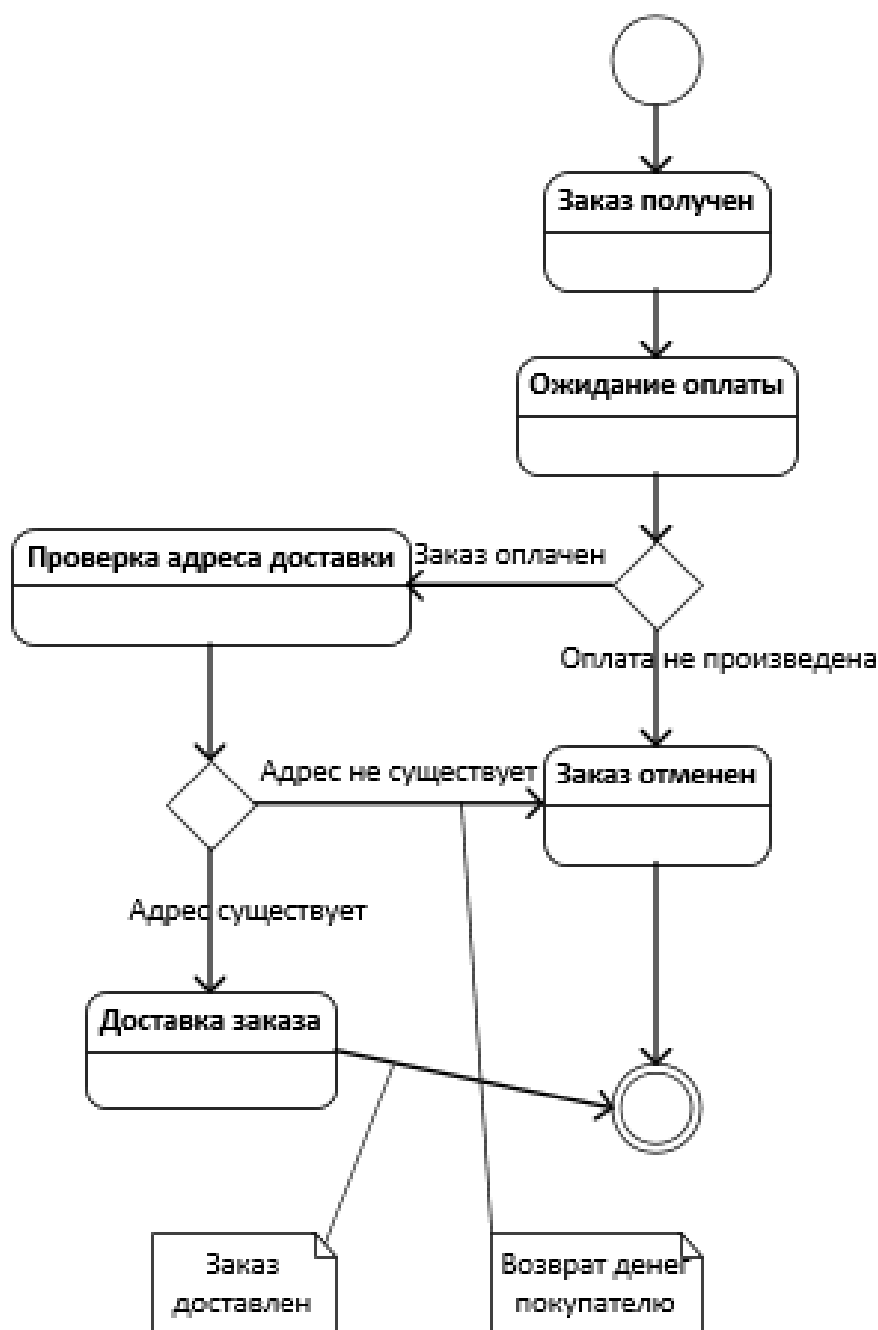 Заказ получен
Ожидание оплаты
Проверка адреса доставки
Заказ оплачен
Оплата не произведена
Адрес не существует
Заказ отменен
Адрес существует
Доставка заказа
Заказ
доставлен
Возврат денег
покупателю